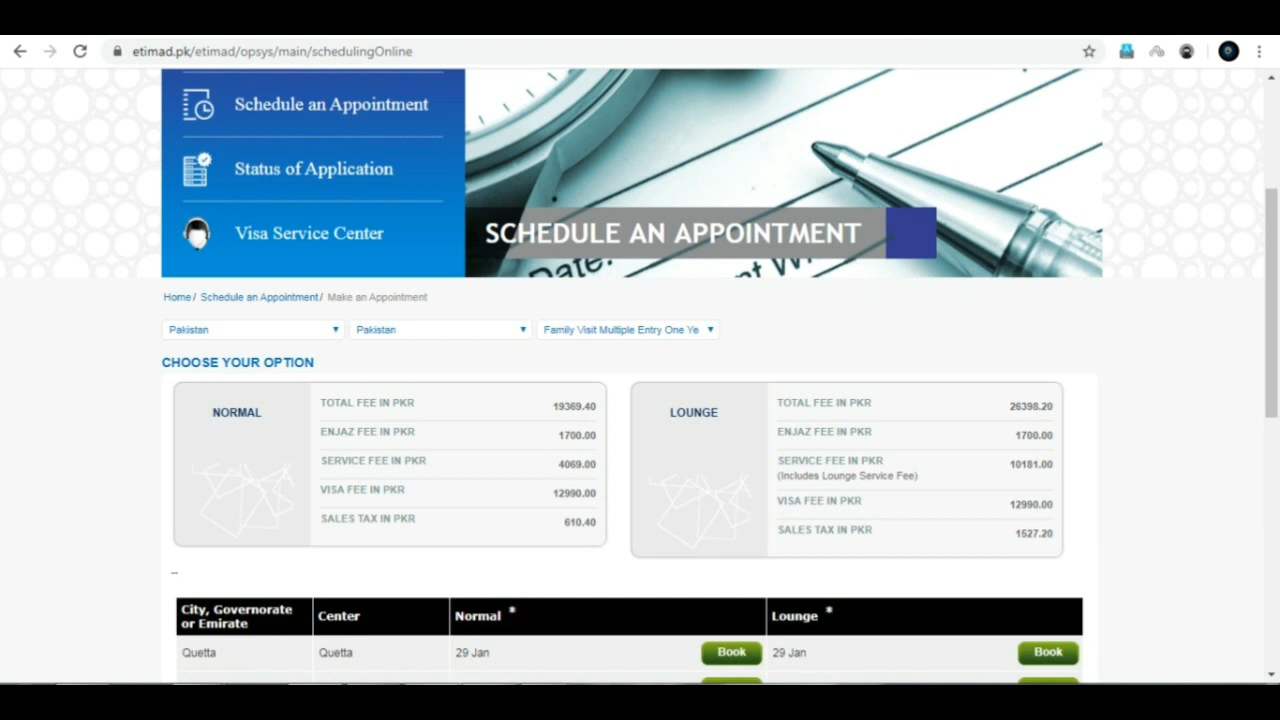 etimad.pk/etimad/opsys/main/schedulingOnline
Schedule an Appointment
Status of Application
Visa Service Center
SCHEDULE AN APPOINTMENT
Date:
Home / Schedule an Appointment / Make an Appointment
Pakistan
Pakistan
Family Visit Multiple Entry One Ye
CHOOSE YOUR OPTION
NORMAL
TOTAL FEE IN PKR 19369.40
ENJAZ FEE IN PKR 1700.00
SERVICE FEE IN PKR 4069.00
VISA FEE IN PKR 12990.00
SALES TAX IN PKR 610.40
LOUNGE
TOTAL FEE IN PKR 26398.20
ENJAZ FEE IN PKR 1700.00
SERVICE FEE IN PKR 10181.00
(Includes Lounge Service Fee)
VISA FEE IN PKR 12990.00
SALES TAX IN PKR 1527.20
--
City, Governorate
or Emirate
Center
Normal *
Lounge *
Quetta Quetta 29 Jan Book 29 Jan Book